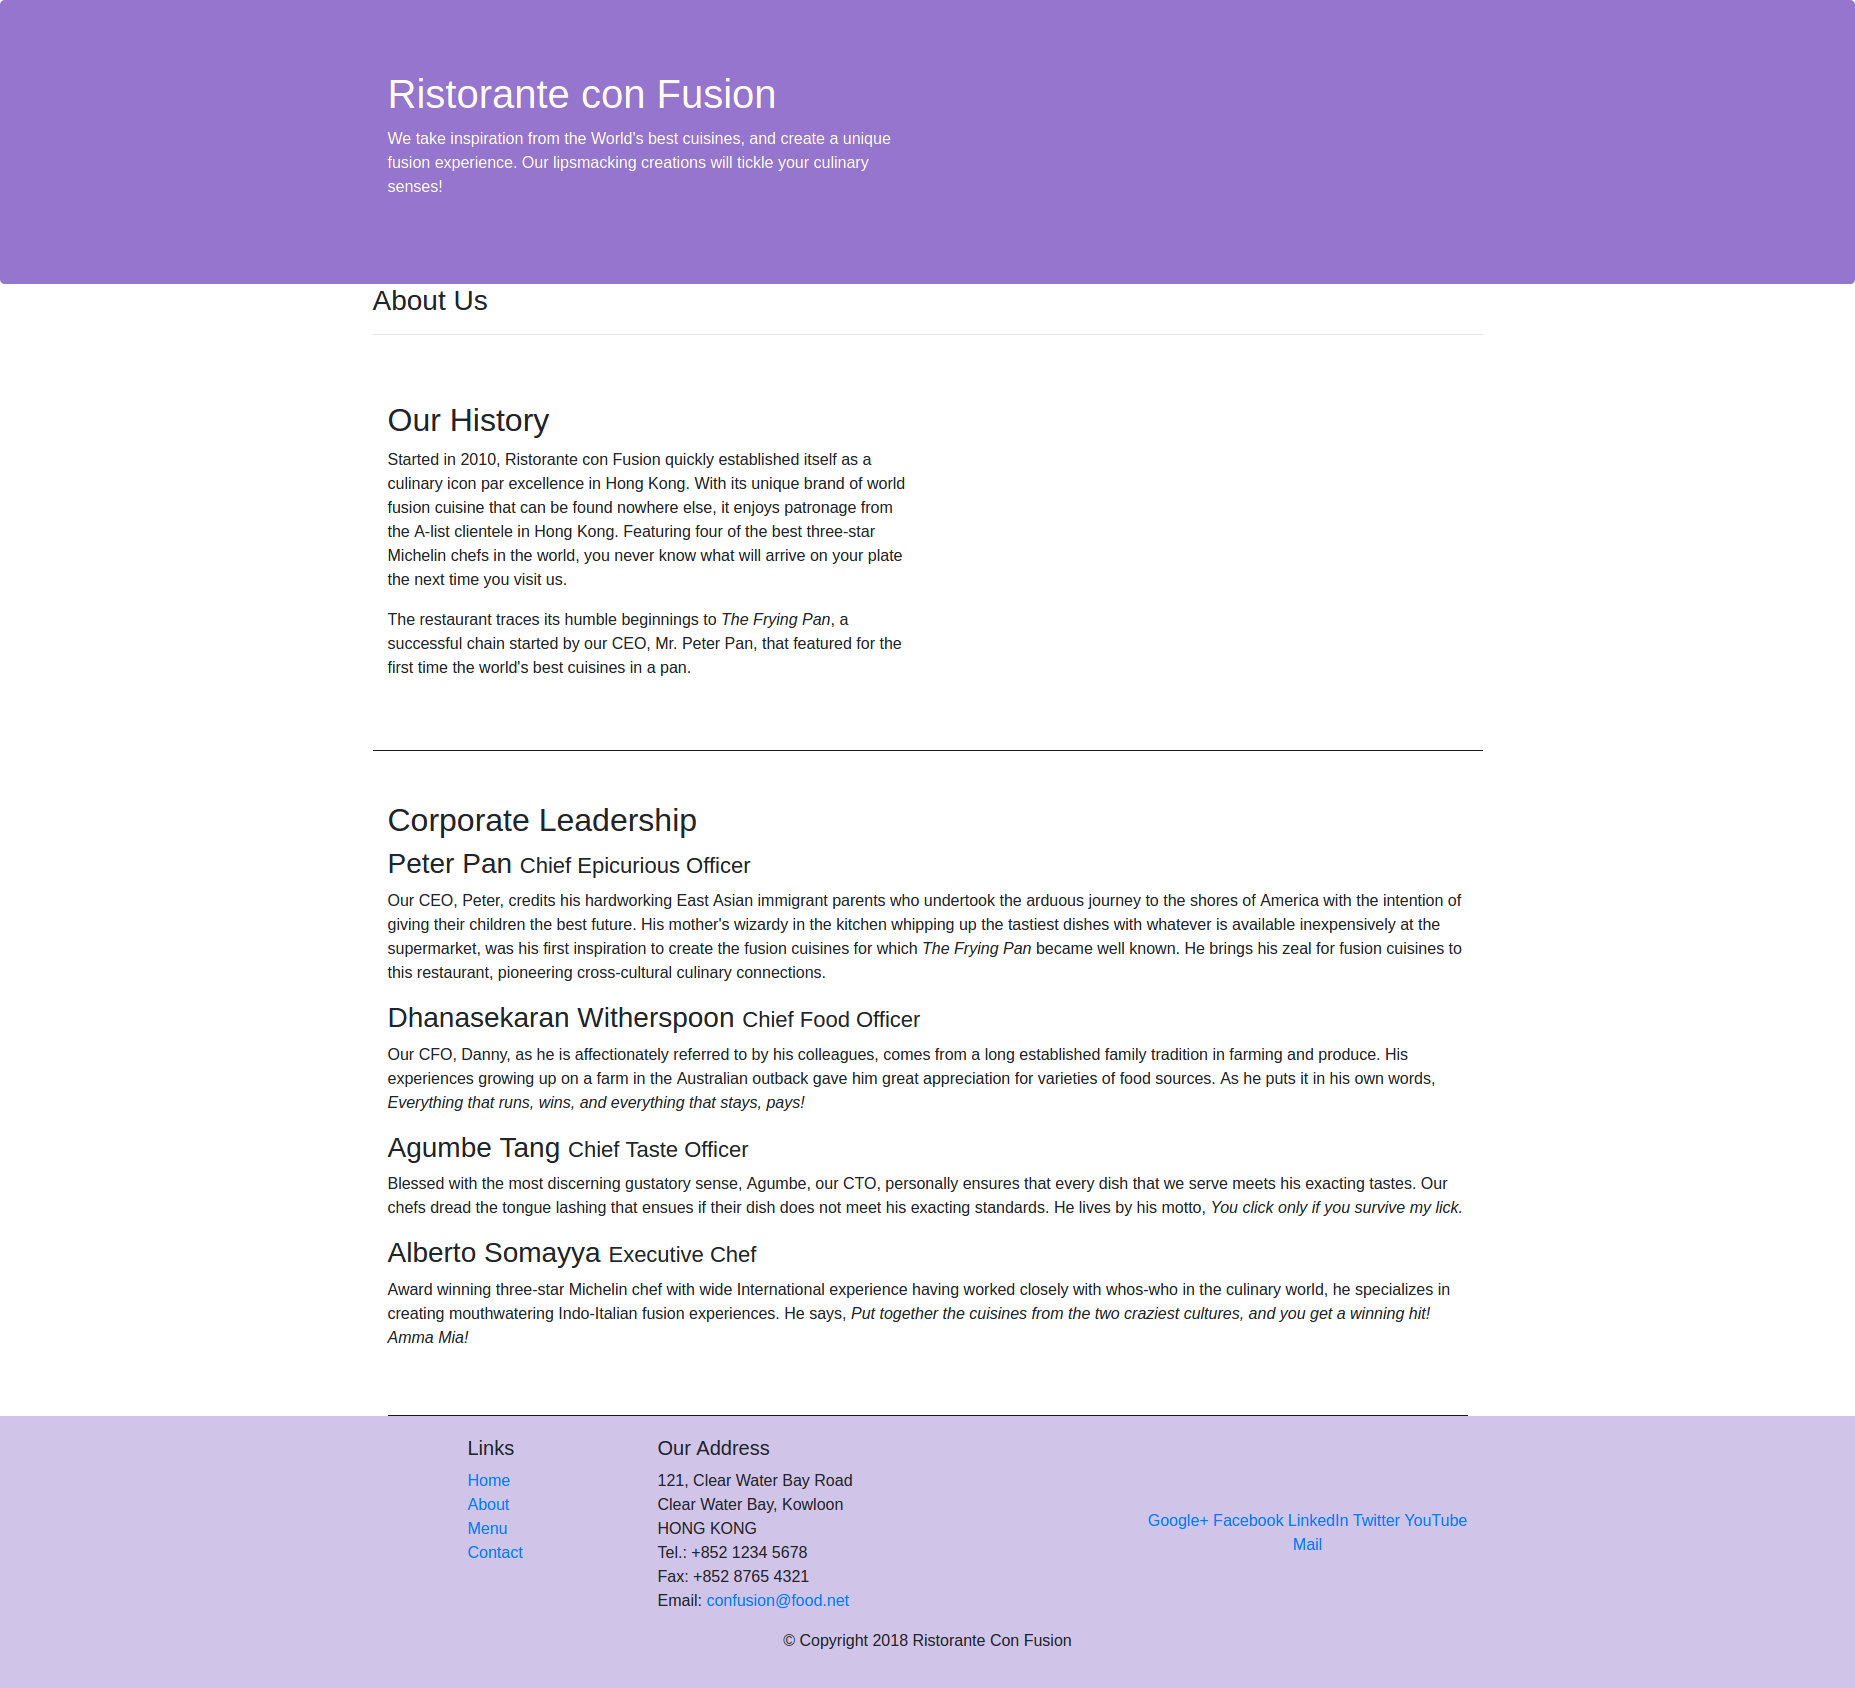 Ristorante con Fusion
We take inspiration from the World's best cuisines, and create a unique
fusion experience. Our lipsmacking creations will tickle your culinary
senses!
About Us
Our History
Started in 2010, Ristorante con Fusion quickly established itself as a
culinary icon par excellence in Hong Kong. With its unique brand of world
fusion cuisine that can be found nowhere else, it enjoys patronage from
the A-list clientele in Hong Kong. Featuring four of the best three-star
Michelin chefs in the world, you never know what will arrive on your plate
the next time you visit us.
The restaurant traces its humble beginnings to The Frying Pan, a
successful chain started by our CEO, Mr. Peter Pan, that featured for the
first time the world's best cuisines in a pan.
Corporate Leadership
Peter Pan Chief Epicurious Officer
Our CEO, Peter, credits his hardworking East Asian immigrant parents who undertook the arduous journey to the shores of America with the intention of
giving their children the best future. His mother's wizardy in the kitchen whipping up the tastiest dishes with whatever is available inexpensively at the
supermarket, was his first inspiration to create the fusion cuisines for which The Frying Pan became well known. He brings his zeal for fusion cuisines to
this restaurant, pioneering cross-cultural culinary connections.
Dhanasekaran Witherspoon Chief Food Officer
Our CFO, Danny, as he is affectionately referred to by his colleagues, comes from a long established family tradition in farming and produce. His
experiences growing up on a farm in the Australian outback gave him great appreciation for varieties of food sources. As he puts it in his own words,
Everything that runs, wins, and everything that stays, pays!
Agumbe Tang Chief Taste Officer
Blessed with the most discerning gustatory sense, Agumbe, our CTO, personally ensures that every dish that we serve meets his exacting tastes. Our
chefs dread the tongue lashing that ensues if their dish does not meet his exacting standards. He lives by his motto, You click only if you survive my lick.
Alberto Somayya Executive Chef
Award winning three-star Michelin chef with wide International experience having worked closely with whos-who in the culinary world, he specializes in
creating mouthwatering Indo-Italian fusion experiences. He says, Put together the cuisines from the two craziest cultures, and you get a winning hit!
Amma Mia!
Links
Home
About
Menu
Contact
Our Address
121, Clear Water Bay Road
Clear Water Bay, Kowloon
HONG KONG
Tel.: +852 1234 5678
Fax: +852 8765 4321
Email: confusion@food.net
Google+ Facebook LinkedIn Twitter YouTube
Mail
© Copyright 2018 Ristorante Con Fusion